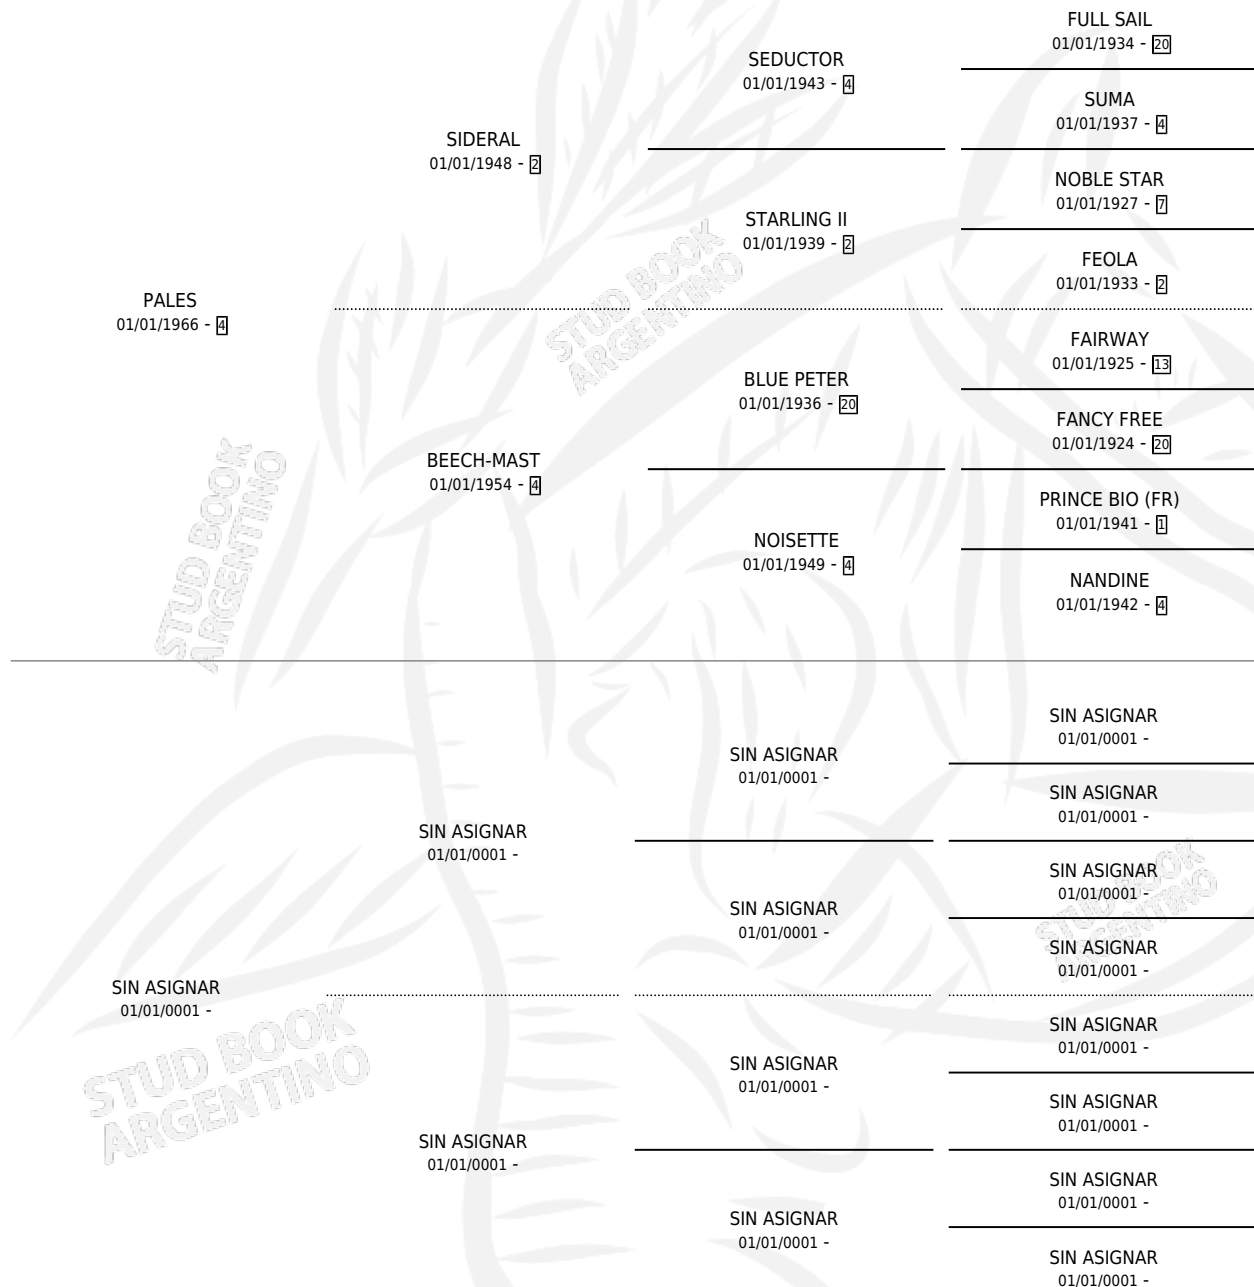 FULL SAIL
01/01/1934 - 20
SEDUCTOR
01/01/1943 - 4
SUMA
01/01/1937 - 4
SIDERAL
01/01/1948 - 2
NOBLE STAR
01/01/1927 - 7
STARLING II
01/01/1939 - 2
FEOLA
01/01/1933 - 2
PALES
01/01/1966 - 4
FAIRWAY
01/01/1925 - 13
BLUE PETER
01/01/1936 - 20
FANCY FREE
01/01/1924 - 20
BEECH-MAST
01/01/1954 - 4
PRINCE BIO (FR)
01/01/1941 - 1
NOISETTE
01/01/1949 - 4
NANDINE
01/01/1942 - 4
STUD BOOK
ARGENTINO
STUD BOOK
ARGENTINO
SIN ASIGNAR
01/01/0001 -
SIN ASIGNAR
01/01/0001 -
SIN ASIGNAR
01/01/0001 -
SIN ASIGNAR
01/01/0001 -
SIN ASIGNAR
01/01/0001 -
SIN ASIGNAR
01/01/0001 -
SIN ASIGNAR
01/01/0001 -
SIN ASIGNAR
01/01/0001 -
SIN ASIGNAR
01/01/0001 -
SIN ASIGNAR
01/01/0001 -
SIN ASIGNAR
01/01/0001 -
SIN ASIGNAR
01/01/0001 -
SIN ASIGNAR
01/01/0001 -
SIN ASIGNAR
01/01/0001 -
SIN ASIGNAR
01/01/0001 -
STUD BOOK
ARGENTINO
STUD BOOK
ARGENTINO